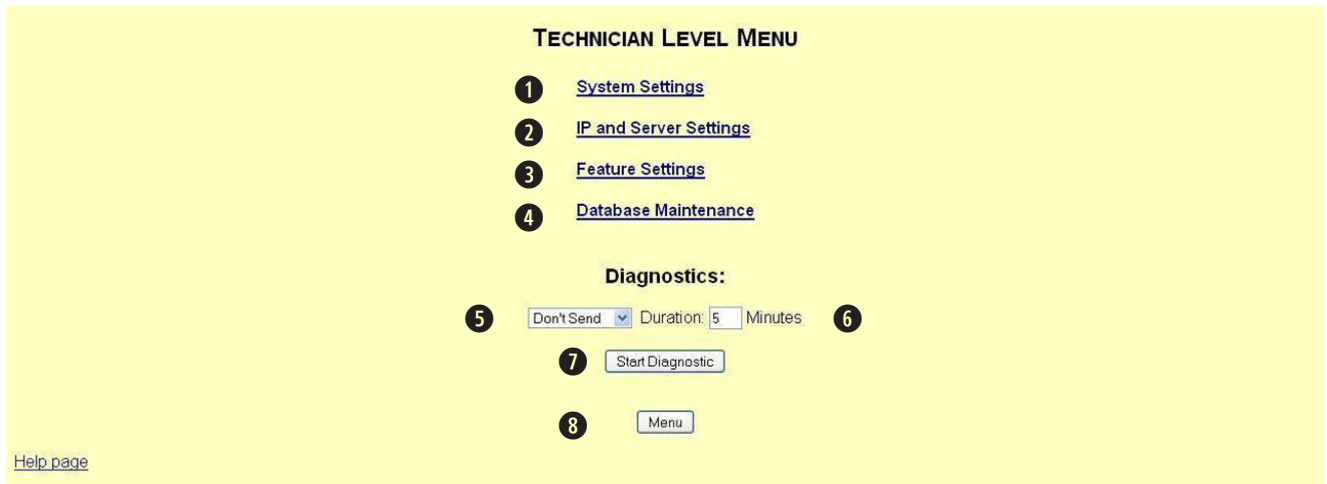 TECHNICIAN LEVEL MENU
1 System Settings
2 IP and Server Settings
3 Feature Settings
4 Database Maintenance
Diagnostics:
5 Don't Send Duration: 5 Minutes 6
7 Start Diagnostic
8 Menu
Help page